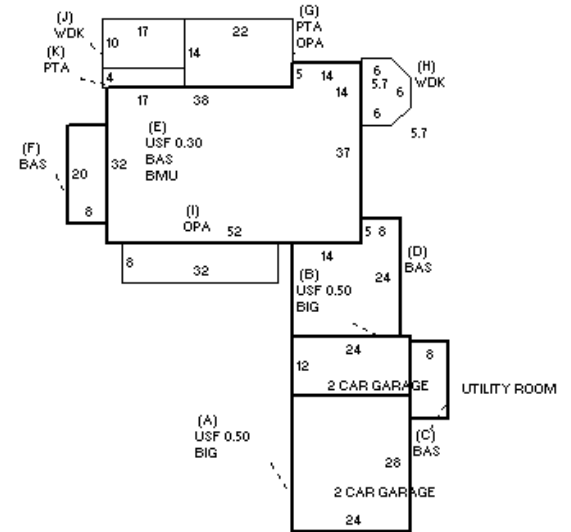 (J)
WDK
17
22
(G)
PTA
OPA
10
14
(K)
PTA
4
5
14
14
6
5.7
6
6
(H)
WDK
5.7
17
38
(E)
USF 0.30
BAS
BMU
37
(F)
BAS
20
32
8
(I)
OPA
52
5
8
8
32
14
(B)
USF 0.50
BIG
24
(D)
BAS
12
24
8
2 CAR GARAGE
UTILITY ROOM
(A)
USF 0.50
BIG
(C)
BAS
28
2 CAR GARAGE
24